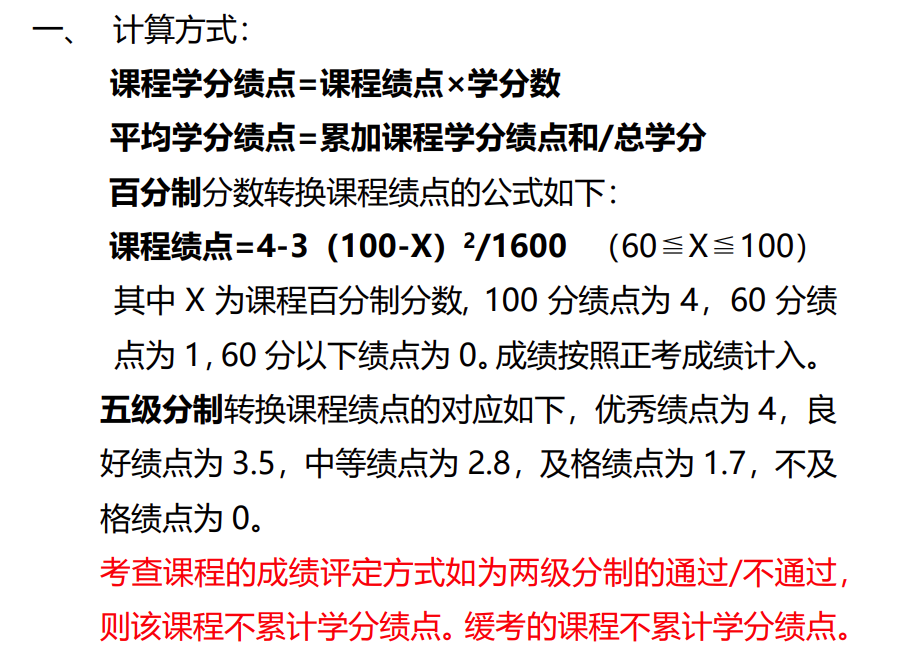 一、 计算方式：
课程学分绩点=课程绩点×学分数
平均学分绩点=累加课程学分绩点和/总学分
百分制分数转换课程绩点的公式如下：
课程绩点=4-3（100-X）²/1600 （60≦X≦100）
其中 X 为课程百分制分数, 100 分绩点为 4，60 分绩
点为 1, 60 分以下绩点为 0。成绩按照正考成绩计入。
五级分制转换课程绩点的对应如下，优秀绩点为 4，良
好绩点为 3.5，中等绩点为 2.8，及格绩点为 1.7，不及
格绩点为 0。
考查课程的成绩评定方式如为两级分制的通过/不通过，
则该课程不累计学分绩点。缓考的课程不累计学分绩点。